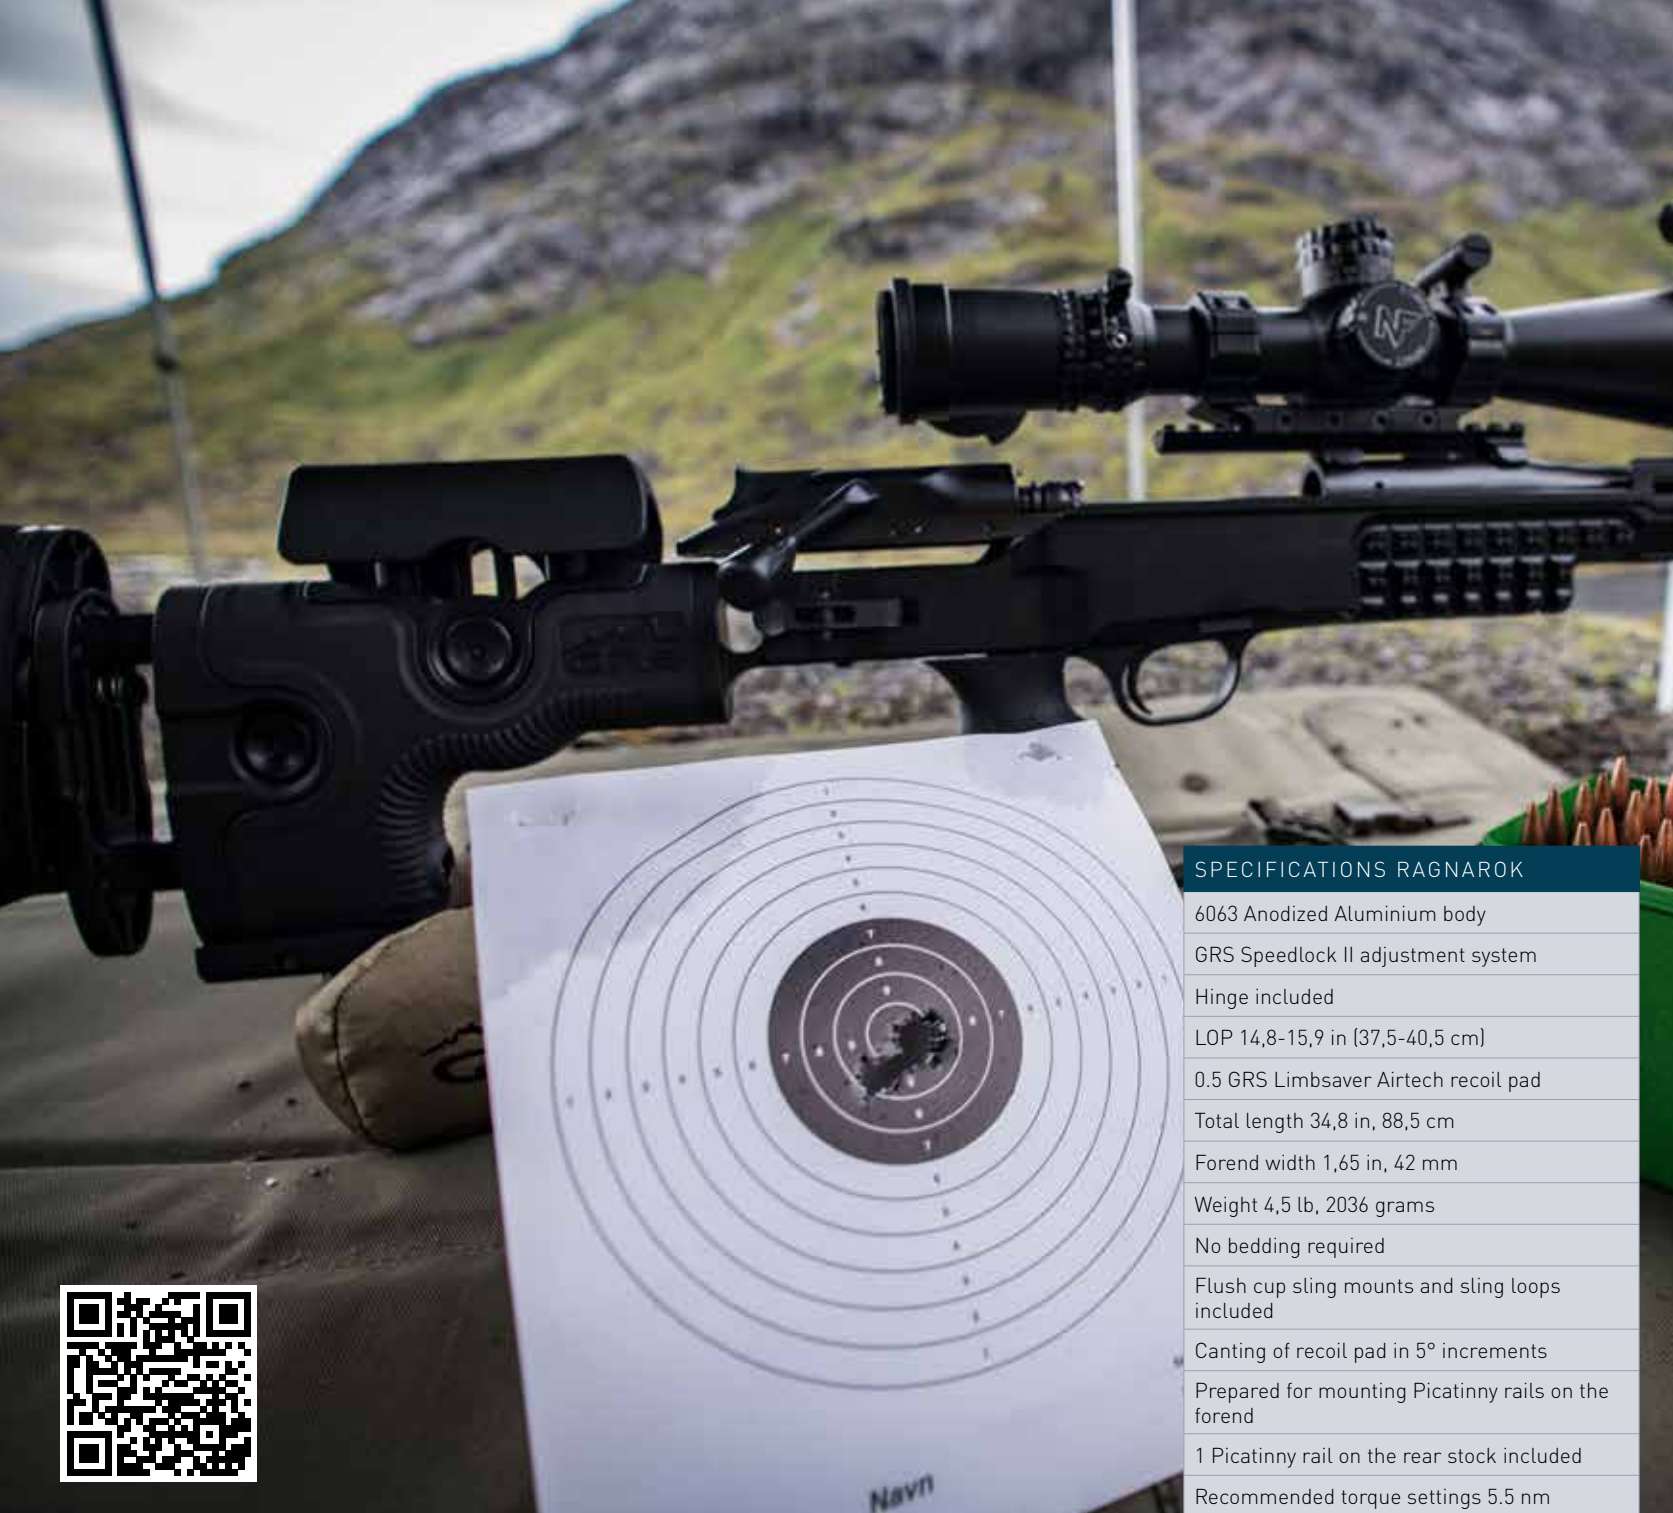 NF
GRS
SPECIFICATIONS RAGNAROK
6063 Anodized Aluminium body
GRS Speedlock II adjustment system
Hinge included
LOP 14,8-15,9 in (37,5-40,5 cm)
0.5 GRS Limbsaver Airtech recoil pad
Total length 34,8 in, 88,5 cm
Forend width 1,65 in, 42 mm
Weight 4,5 lb, 2036 grams
No bedding required
Flush cup sling mounts and sling loops
included
Canting of recoil pad in 5° increments
Prepared for mounting Picatinny rails on the
forend
1 Picatinny rail on the rear stock included
Recommended torque settings 5.5 nm
Navn